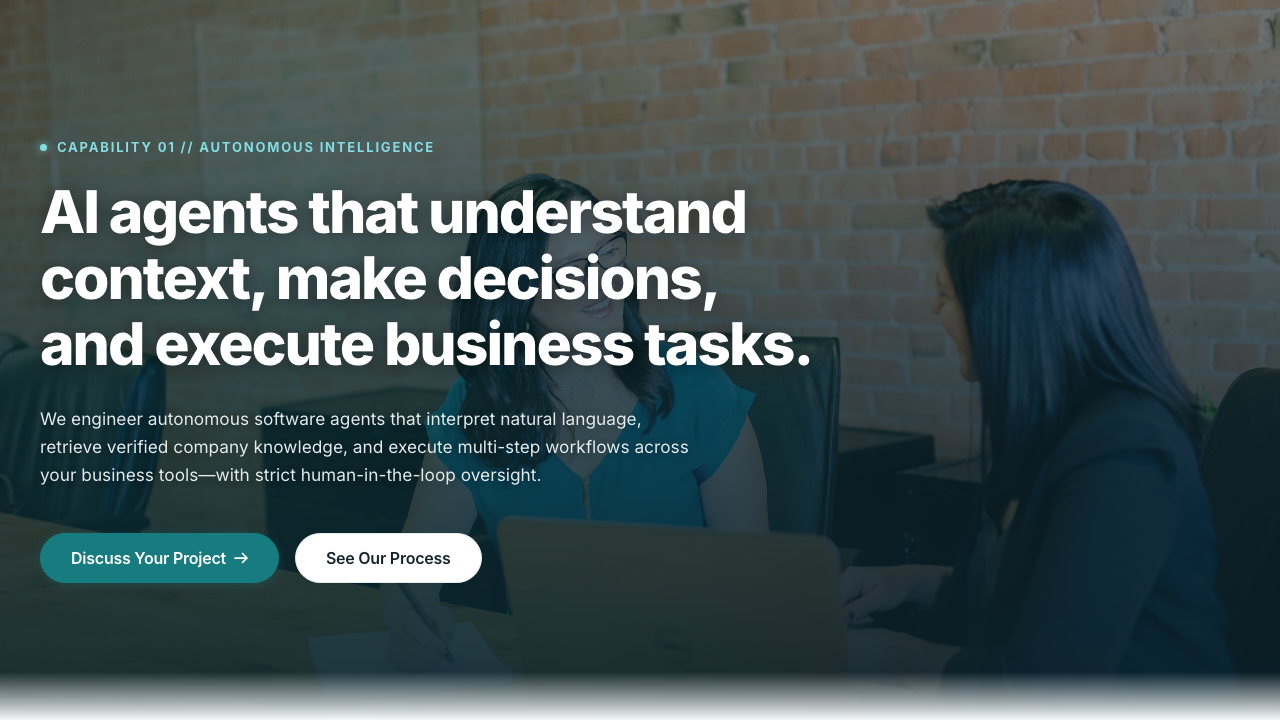 CAPABILITY 01 // AUTONOMOUS INTELLIGENCE
AI agents that understand
context, make decisions,
and execute business tasks.
We engineer autonomous software agents that interpret natural language,
retrieve verified company knowledge, and execute multi-step workflows across
your business tools—with strict human-in-the-loop oversight.
Discuss Your Project →
See Our Process